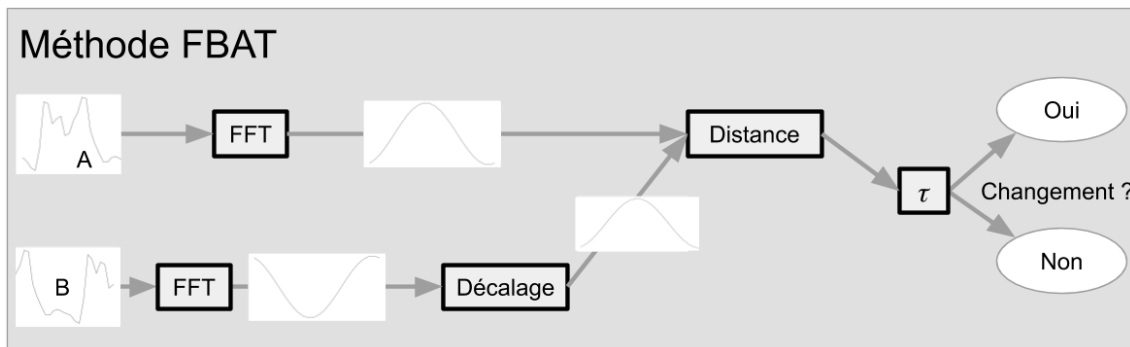 Méthode FBAT
A
FFT
Distance
Oui
τ
Changement ?
B
FFT
Décalage
Non